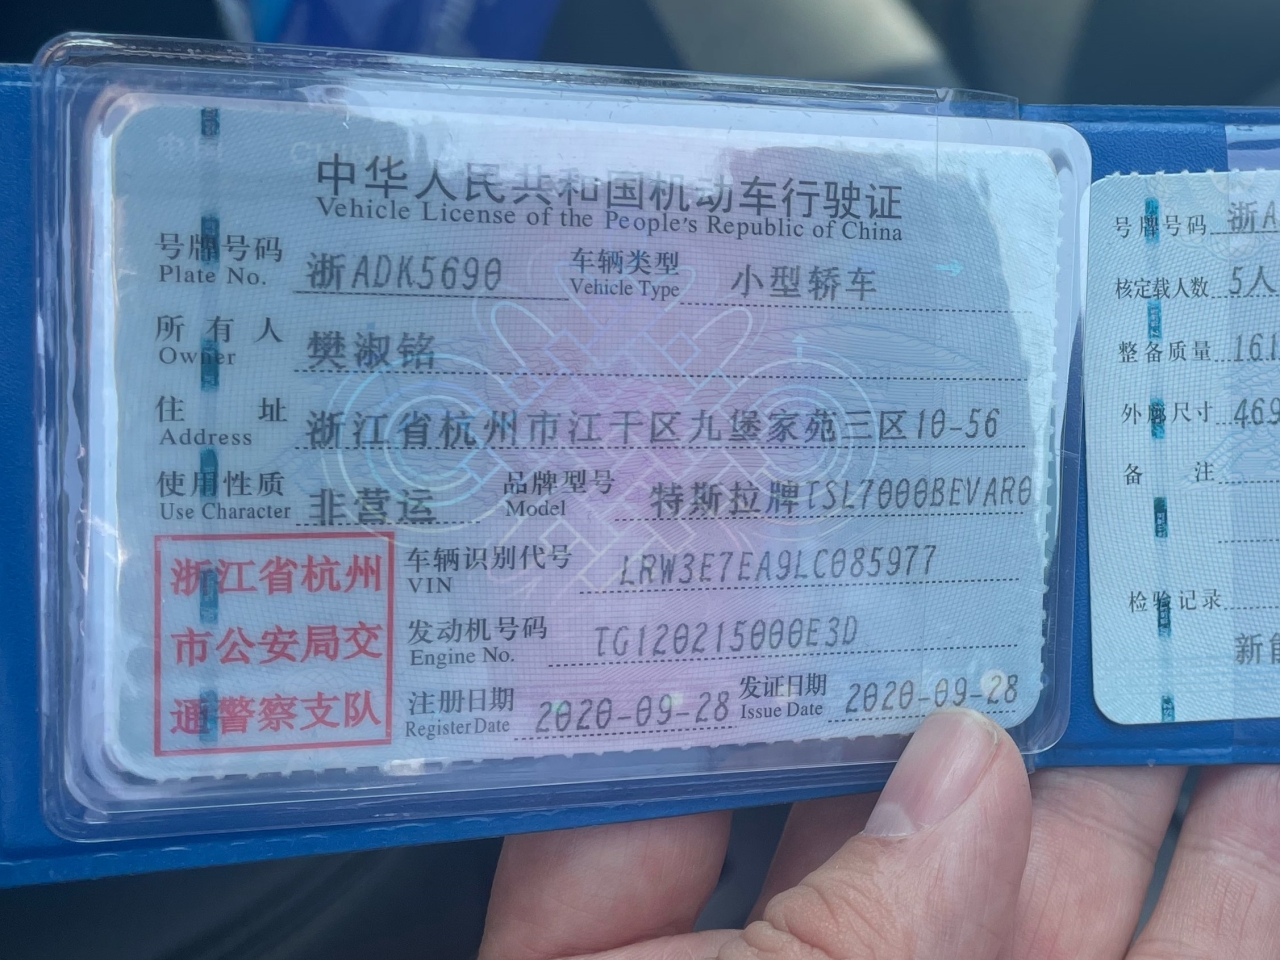 中华人民共和国机动车行驶证
Vehicle License of the People's Republic of China
号牌号码 浙ADK5690 车辆类型 小型轿车
Plate No. Vehicle Type
所有人 樊淑铭
Owner
住址 浙江省杭州市江干区九堡家苑三区10-56
Address
使用性质 非营运 品牌型号 特斯拉牌TSL7000BEVAR0
Use Character Model
浙江省杭州
市公安局交
通警察支队
车辆识别代号 LRW3E7EA9LC085977
VIN
发动机号码 TG120215000E3D
Engine No.
注册日期 2020-09-28 发证日期 2020-09-28
Register Date Issue Date
号牌号码 浙A
核定载人数 5人
整备质量 161
外廓尺寸 469
备注
检验记录
新